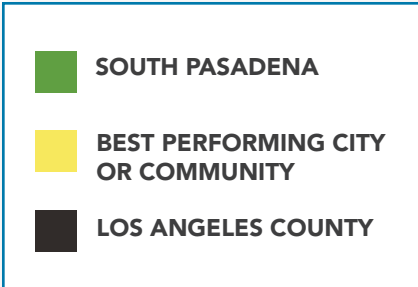 SOUTH PASADENA
BEST PERFORMING CITY
OR COMMUNITY
LOS ANGELES COUNTY